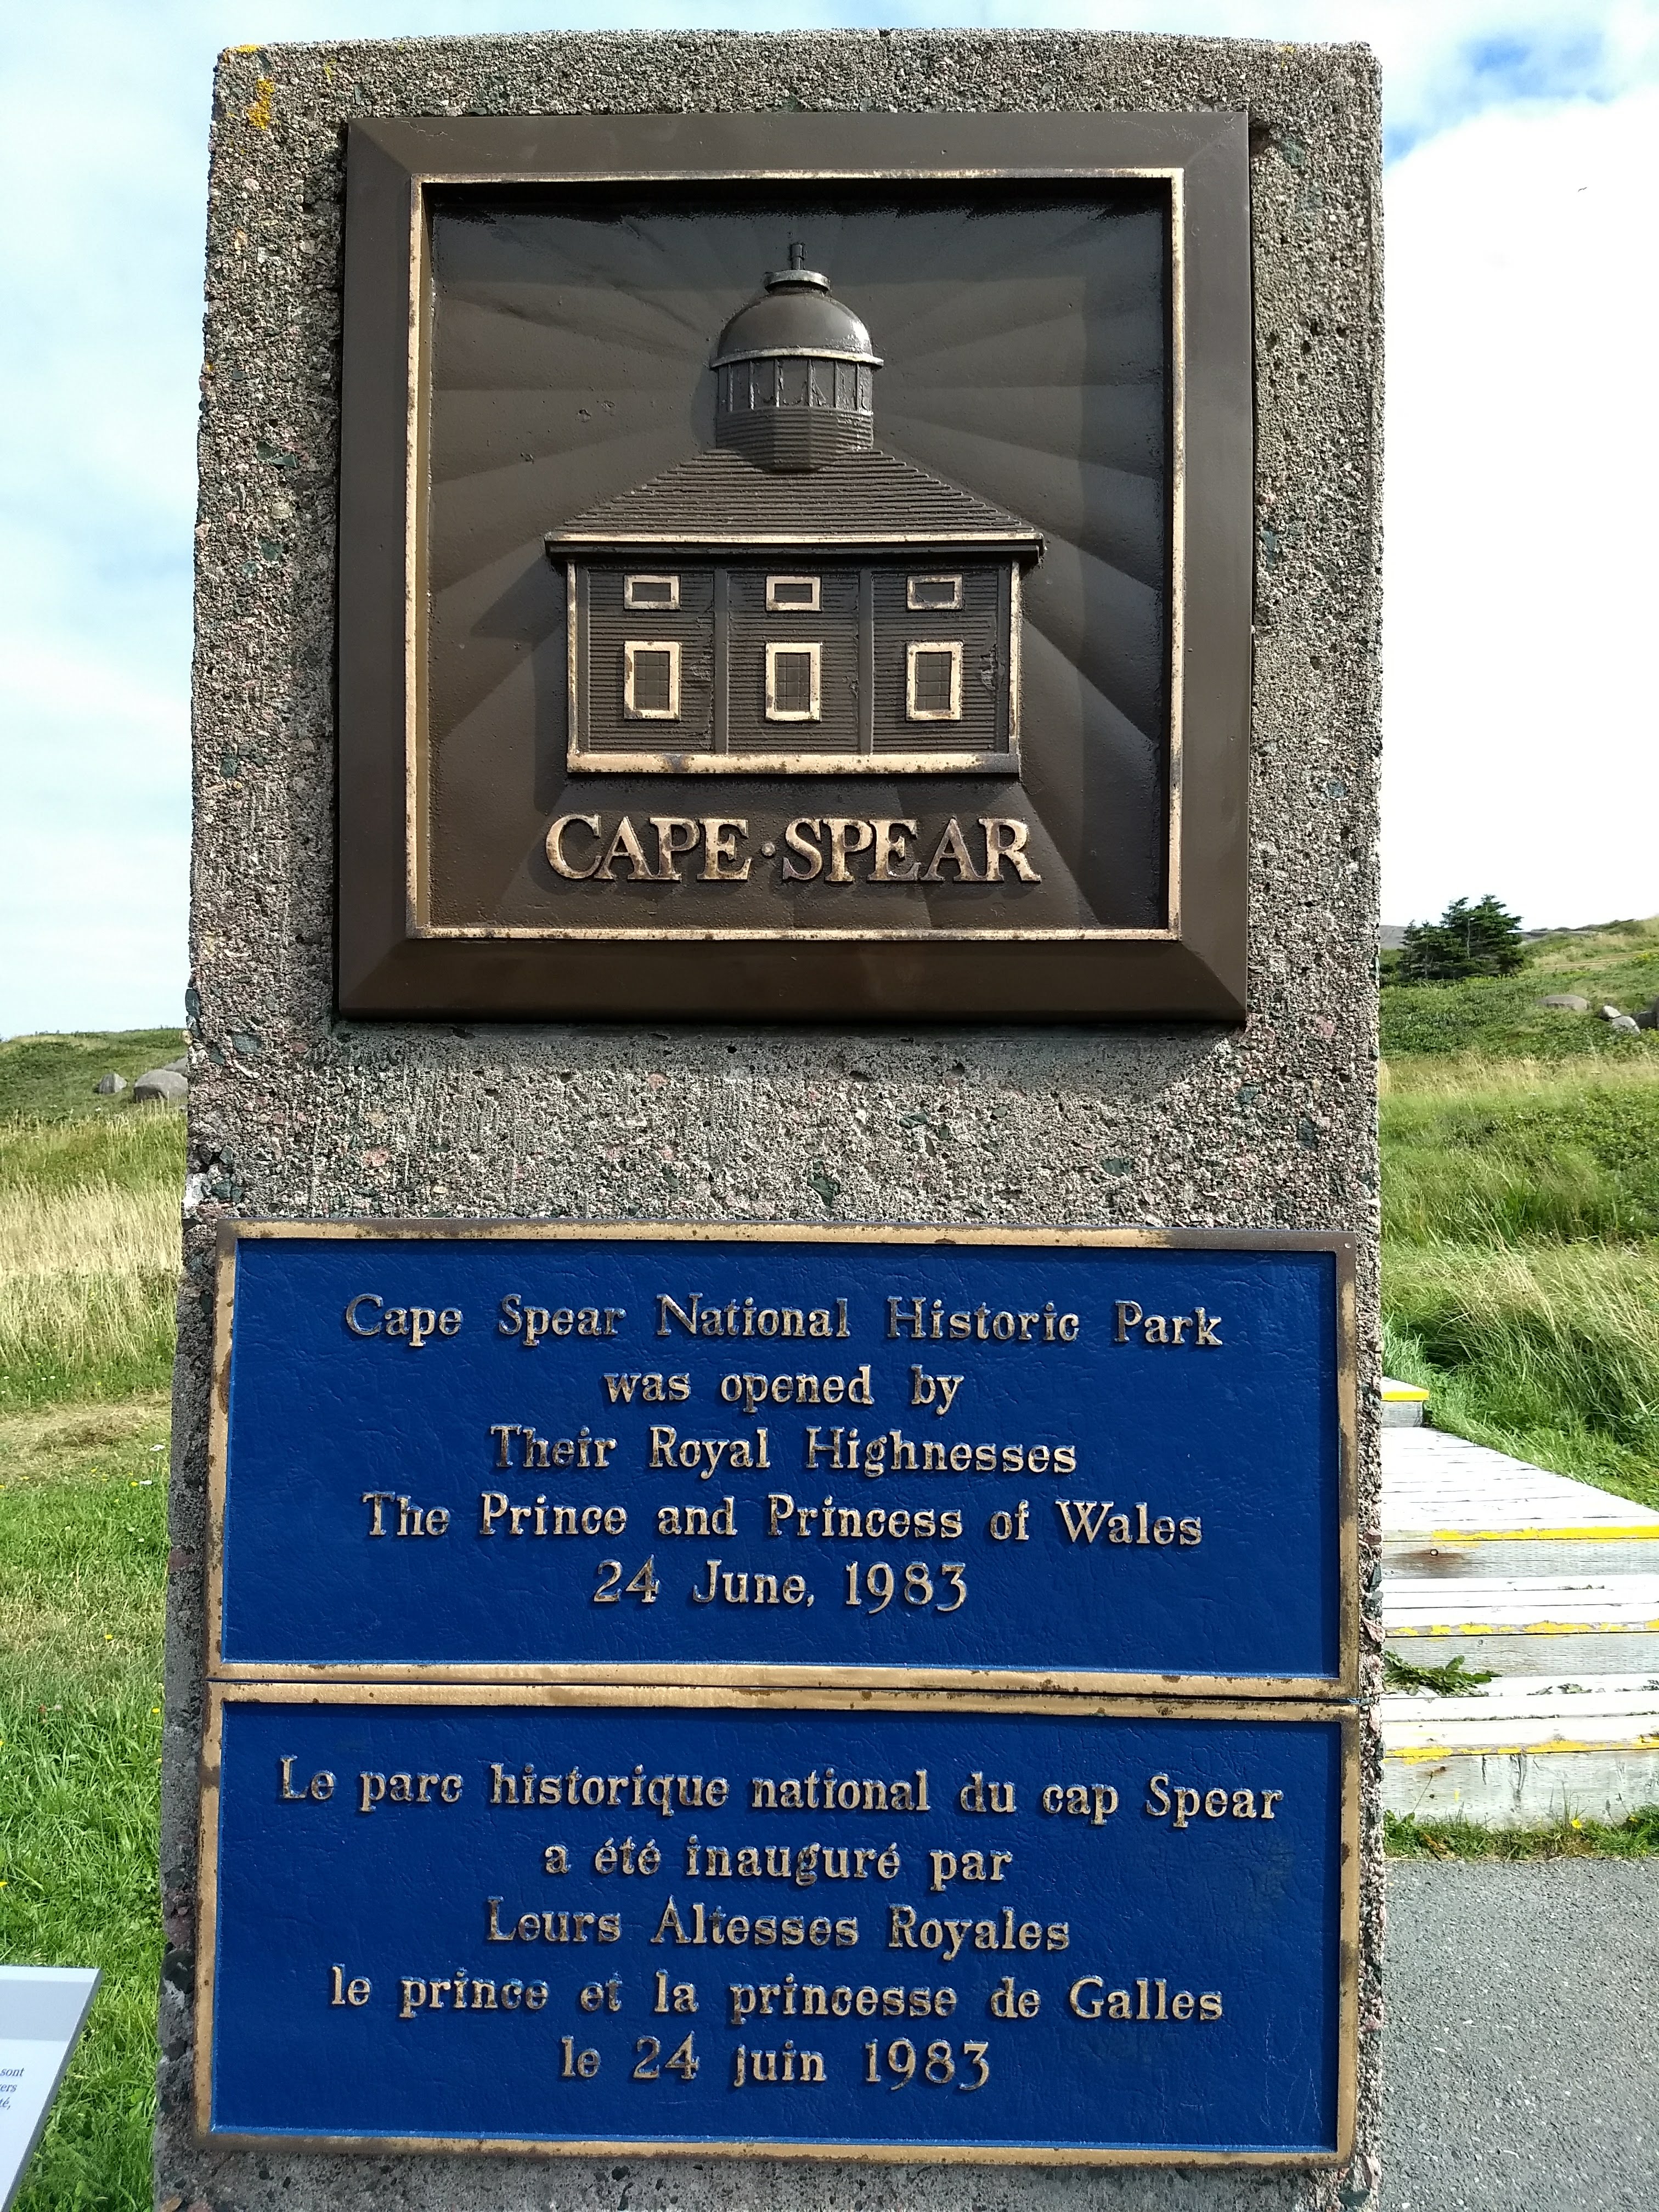 CAPE·SPEAR
Cape Spear National Historic Park
was opened by
Their Royal Highnesses
The Prince and Princess of Wales
24 June, 1983
Le parc historique national du cap Spear
a été inauguré par
Leurs Altesses Royales
le prince et la princesse de Galles
le 24 juin 1983
sont